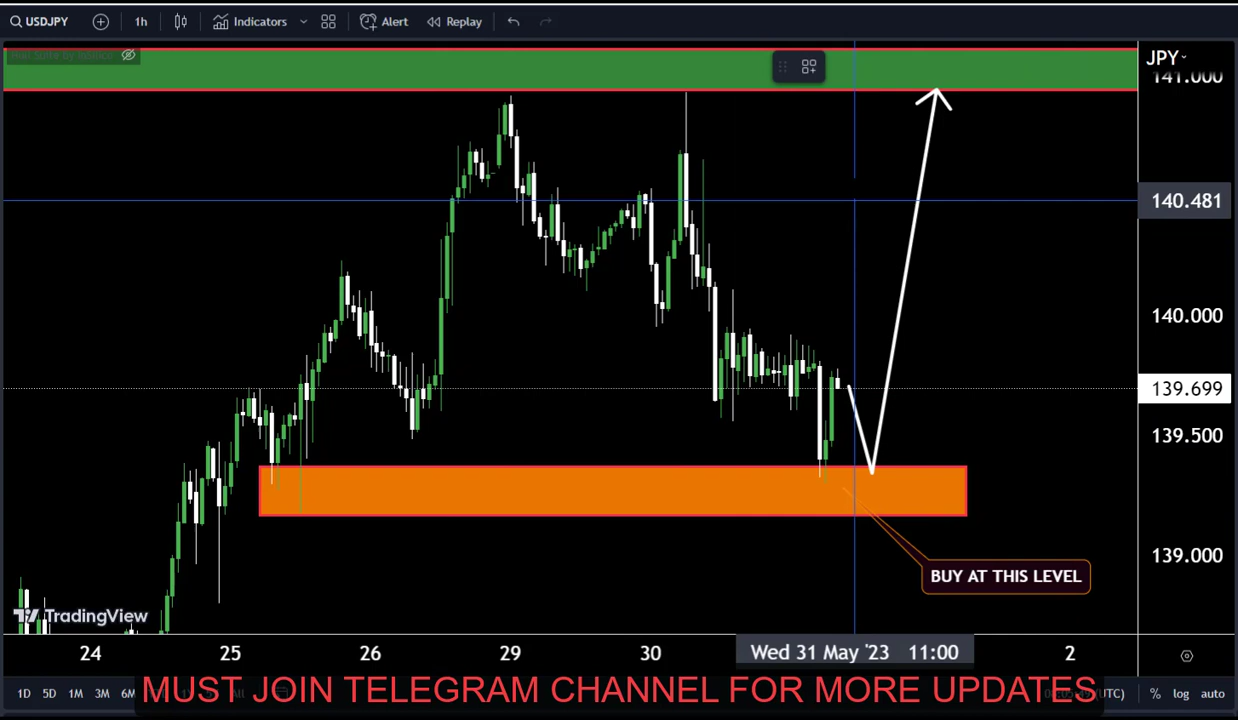 USDJPY
1h
Indicators
Alert
Replay
JPY
141.000
140.481
140.000
139.699
139.500
139.000
BUY AT THIS LEVEL
TradingView
24 25 26 29 30 Wed 31 May '23 11:00 2
1D 5D 1M 3M 6M
% log auto
MUST JOIN TELEGRAM CHANNEL FOR MORE UPDATES